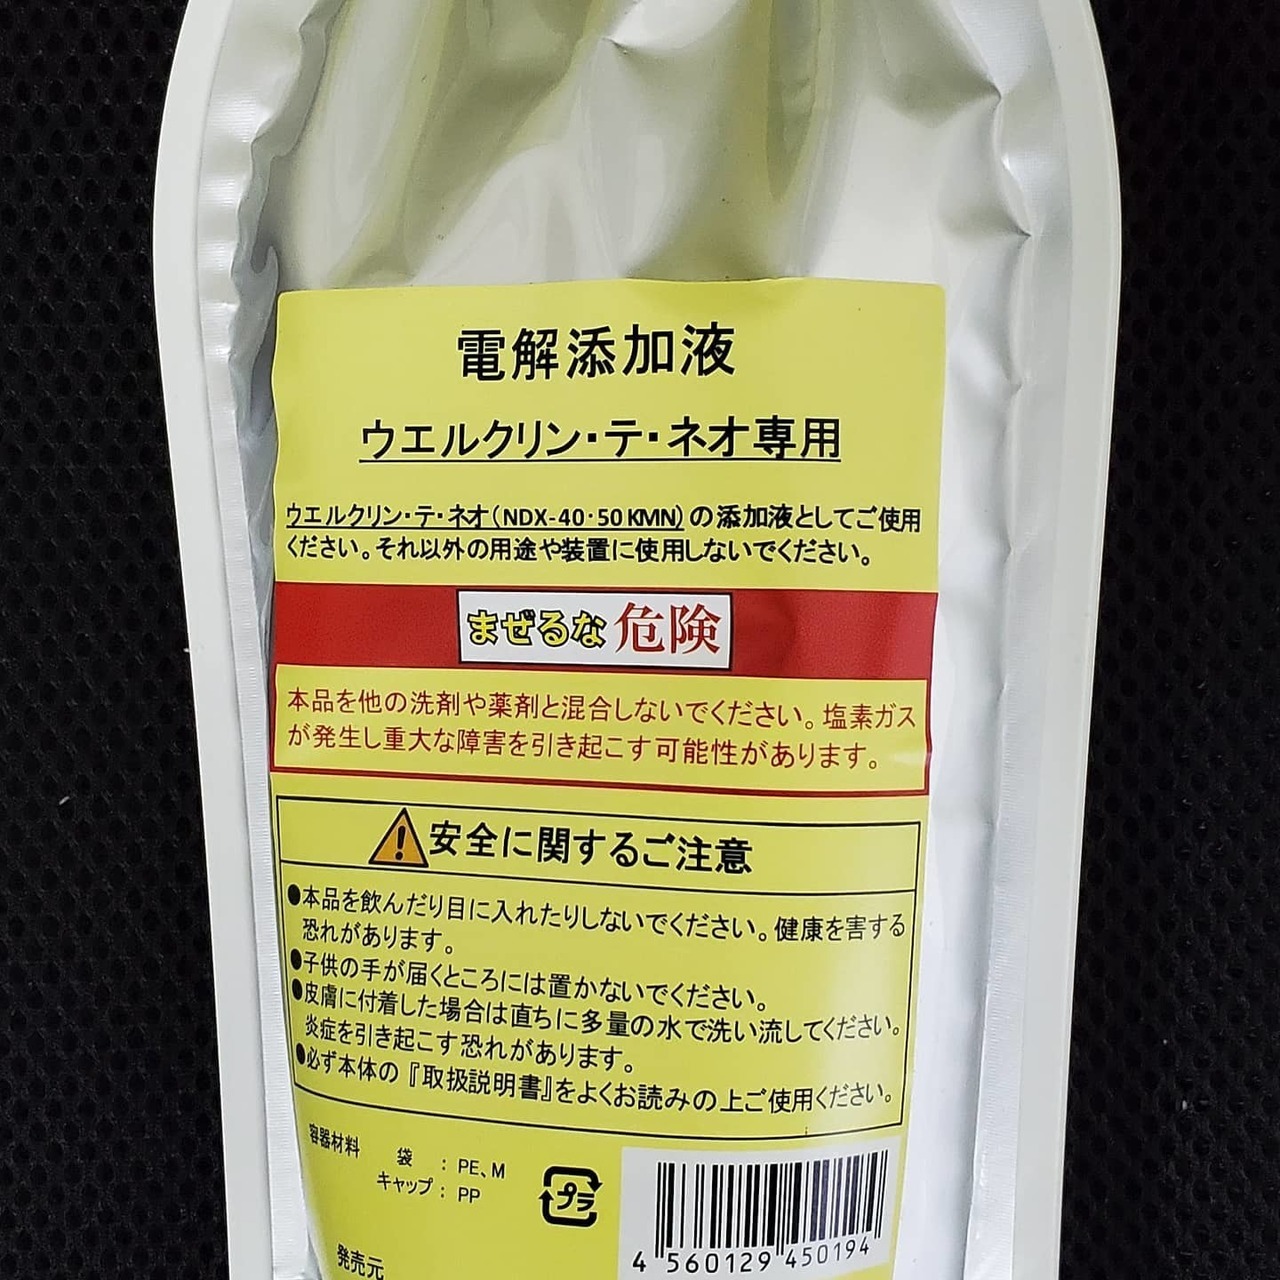 電解添加液
ウエルクリン・テ・ネオ専用
ウエルクリン・テ・ネオ(NDX-40・50KMN)の添加液としてご使用
ください。それ以外の用途や装置に使用しないでください。
まぜるな危険
本品を他の洗剤や薬剤と混合しないでください。塩素ガス
が発生し重大な障害を引き起こす可能性があります。
安全に関するご注意
●本品を飲んだり目に入れたりしないでください。健康を害する
恐れがあります。
●子供の手が届くところには置かないでください。
●皮膚に付着した場合は直ちに多量の水で洗い流してください。
炎症を引き起こす恐れがあります。
●必ず本体の『取扱説明書』をよくお読みの上ご使用ください。
容器材料 袋 : PE、M
キャップ : PP
プラ
4 560129 450194
発売元